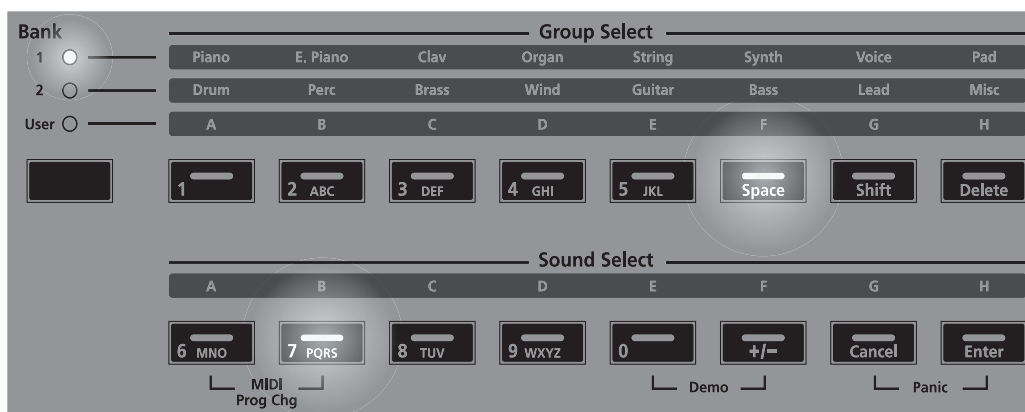 Bank
Group Select
1 Piano E. Piano Clav Organ String Synth Voice Pad
2 Drum Perc Brass Wind Guitar Bass Lead Misc
User A B C D E F G H
1 2 ABC 3 DEF 4 GHI 5 JKL Space Shift Delete
Sound Select
A B C D E F G H
6 MNO 7 PQRS 8 TUV 9 WXYZ 0 +/− Cancel Enter
MIDI Demo Panic
Prog Chg